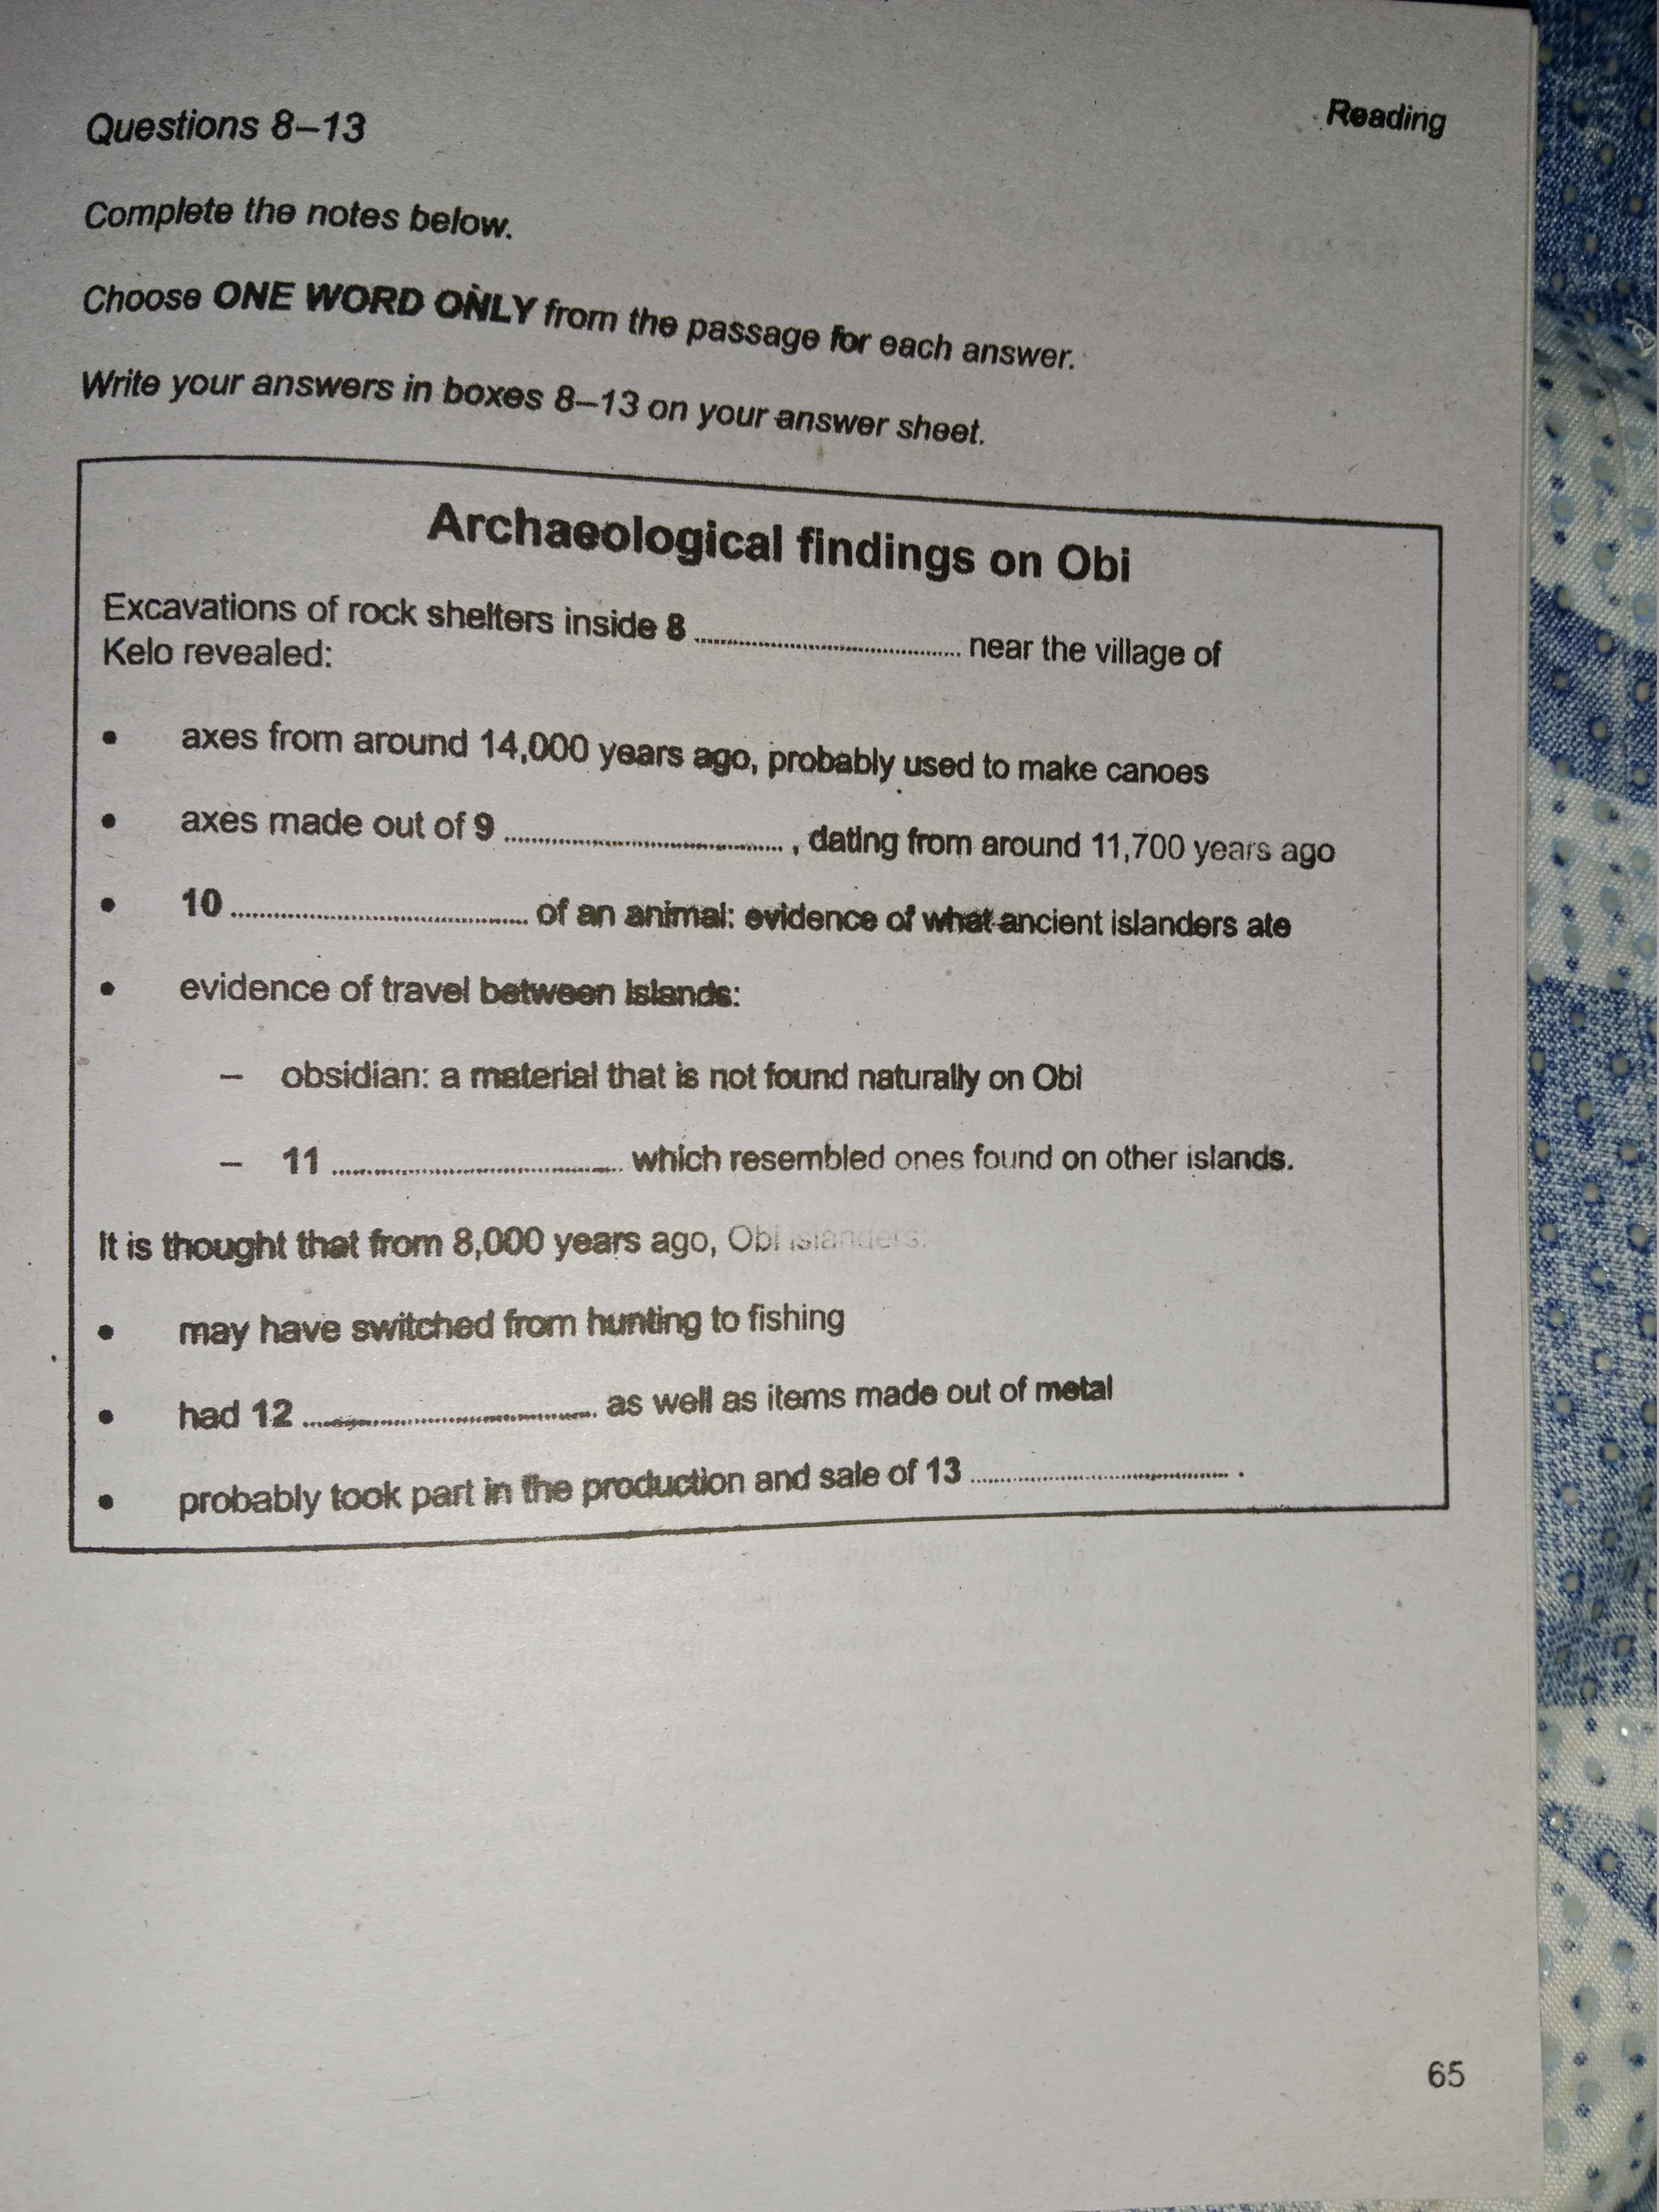 Reading
Questions 8–13
Complete the notes below.
Choose ONE WORD ONLY from the passage for each answer.
Write your answers in boxes 8–13 on your answer sheet.
Archaeological findings on Obi
Excavations of rock shelters inside 8 .................... near the village of
Kelo revealed:
• axes from around 14,000 years ago, probably used to make canoes
• axes made out of 9 .................... , dating from around 11,700 years ago
• 10 .................... of an animal: evidence of what ancient islanders ate
• evidence of travel between islands:
– obsidian: a material that is not found naturally on Obi
– 11 .................... which resembled ones found on other islands.
It is thought that from 8,000 years ago, Obi islanders:
• may have switched from hunting to fishing
• had 12 .................... as well as items made out of metal
• probably took part in the production and sale of 13 .................... .
65